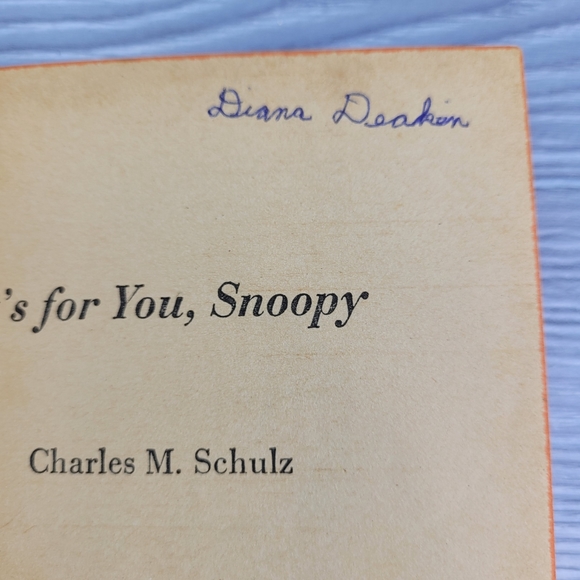 Diana Deakin
's for You, Snoopy
Charles M. Schulz